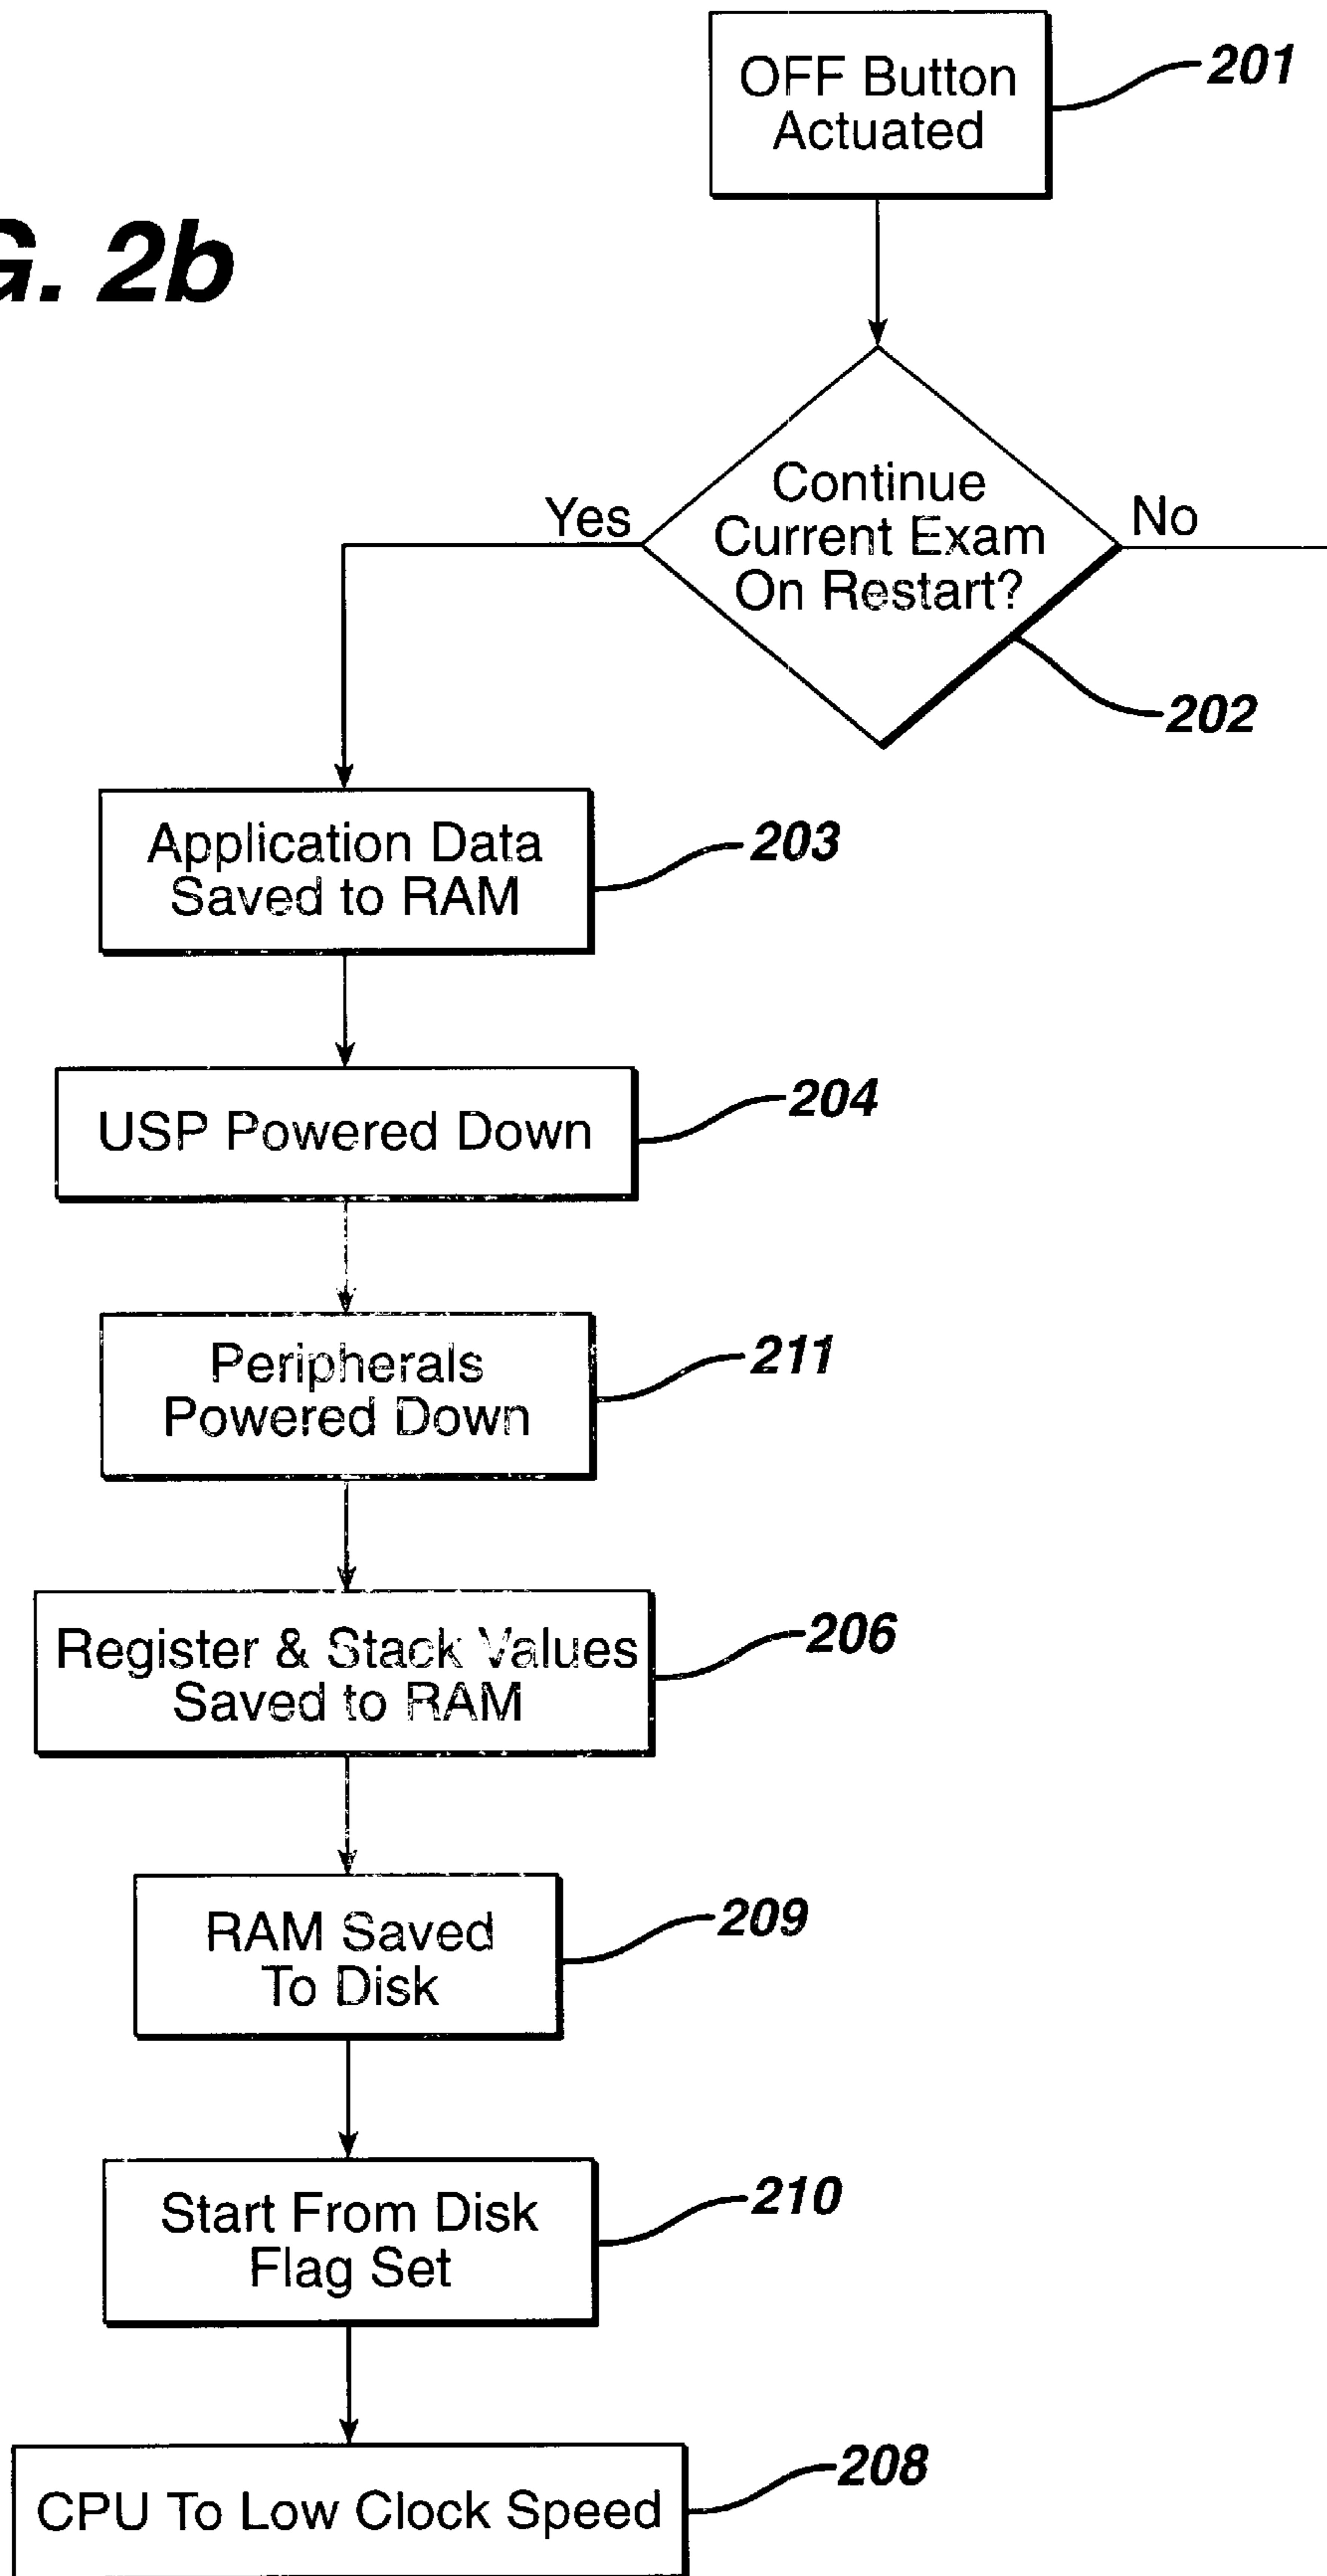 OFF Button
Actuated
201
G. 2b
Continue
Current Exam
On Restart?
Yes
No
202
Application Data
Saved to RAM
203
USP Powered Down
204
Peripherals
Powered Down
211
Register & Stack Values
Saved to RAM
206
RAM Saved
To Disk
209
Start From Disk
Flag Set
210
CPU To Low Clock Speed
208